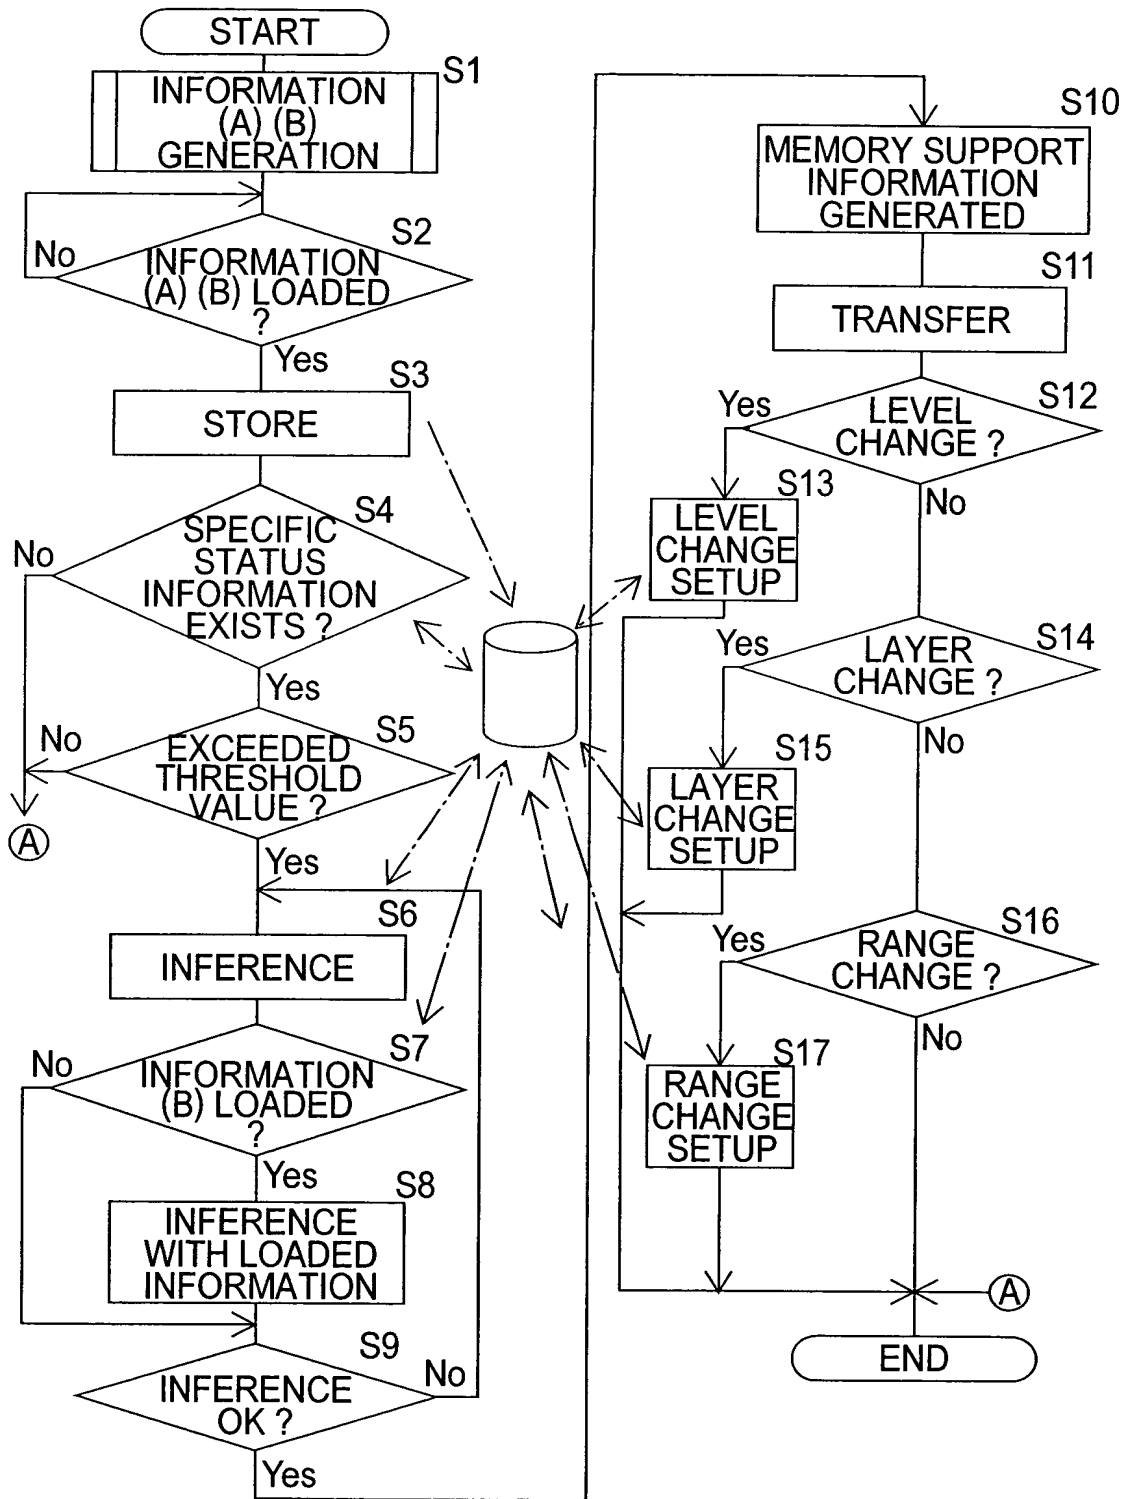 START
S1
INFORMATION
(A) (B)
GENERATION
S2
No
INFORMATION
(A) (B) LOADED
?
Yes
S3
STORE
S4
No
SPECIFIC
STATUS
INFORMATION
EXISTS ?
Yes
S5
No
EXCEEDED
THRESHOLD
VALUE ?
A
Yes
S6
INFERENCE
S7
No
INFORMATION
(B) LOADED
?
Yes
S8
INFERENCE
WITH LOADED
INFORMATION
S9
No
INFERENCE
OK ?
Yes
S10
MEMORY SUPPORT
INFORMATION
GENERATED
S11
TRANSFER
S12
Yes
LEVEL
CHANGE ?
No
S13
LEVEL
CHANGE
SETUP
S14
Yes
LAYER
CHANGE ?
No
S15
LAYER
CHANGE
SETUP
S16
Yes
RANGE
CHANGE ?
No
S17
RANGE
CHANGE
SETUP
A
END